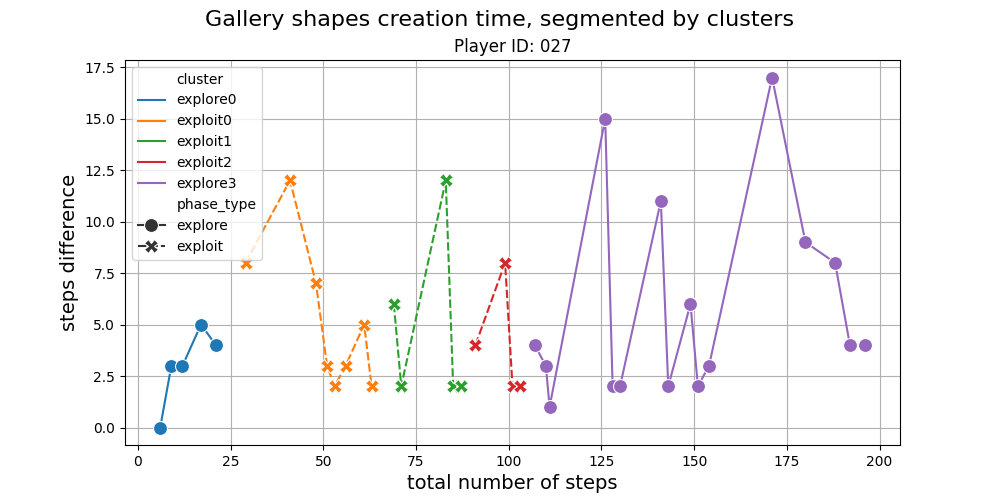 Gallery shapes creation time, segmented by clusters
Player ID: 027
steps difference
17.5
15.0
12.5
10.0
7.5
5.0
2.5
0.0
cluster
explore0
exploit0
exploit1
exploit2
explore3
phase_type
explore
exploit
0 25 50 75 100 125 150 175 200
total number of steps